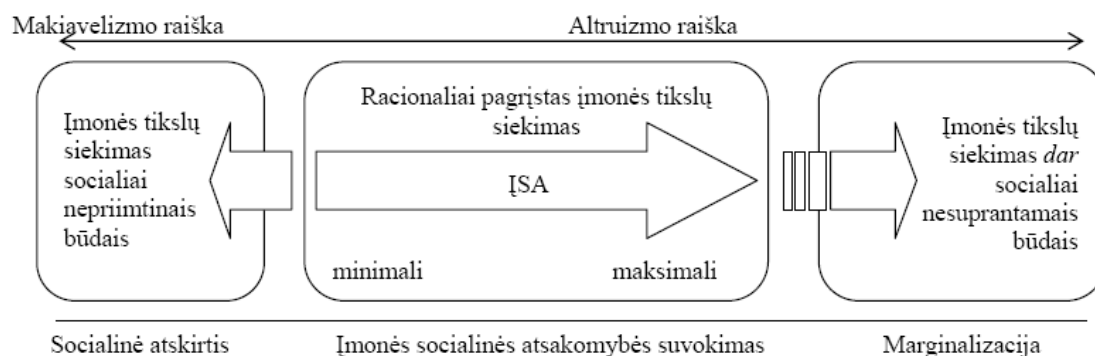 Makiavelizmo raiška
Altruizmo raiška
Įmonės tikslų
siekimas
socialiai
nepriimtinais
būdais
Racionaliai pagrįstas įmonės tikslų
siekimas
ĮSA
minimali
maksimali
Įmonės tikslų
siekimas dar
socialiai
nesuprantamais
būdais
Socialinė atskirtis
Įmonės socialinės atsakomybės suvokimas
Marginalizacija